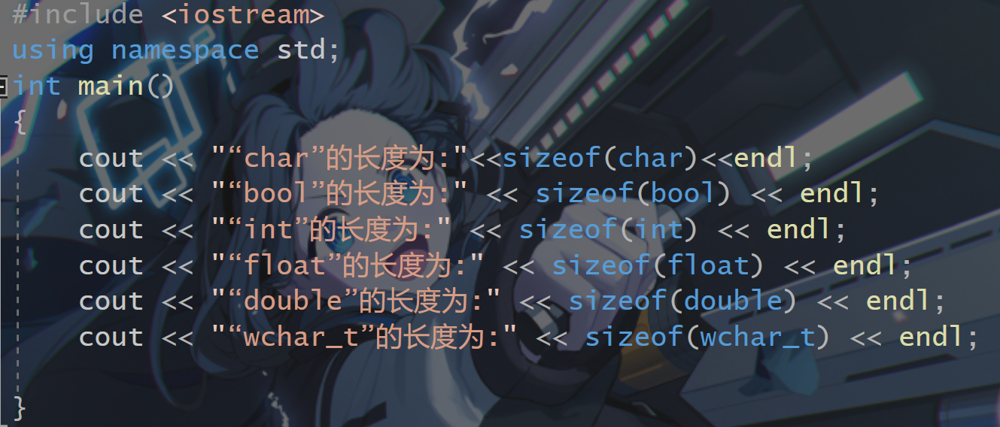 #include <iostream>
using namespace std;
int main()
{
cout << "“char”的长度为:"<<sizeof(char)<<endl;
cout << "“bool”的长度为:" << sizeof(bool) << endl;
cout << "“int”的长度为:" << sizeof(int) << endl;
cout << "“float”的长度为:" << sizeof(float) << endl;
cout << "“double”的长度为:" << sizeof(double) << endl;
cout << "“wchar_t”的长度为:" << sizeof(wchar_t) << endl;
}